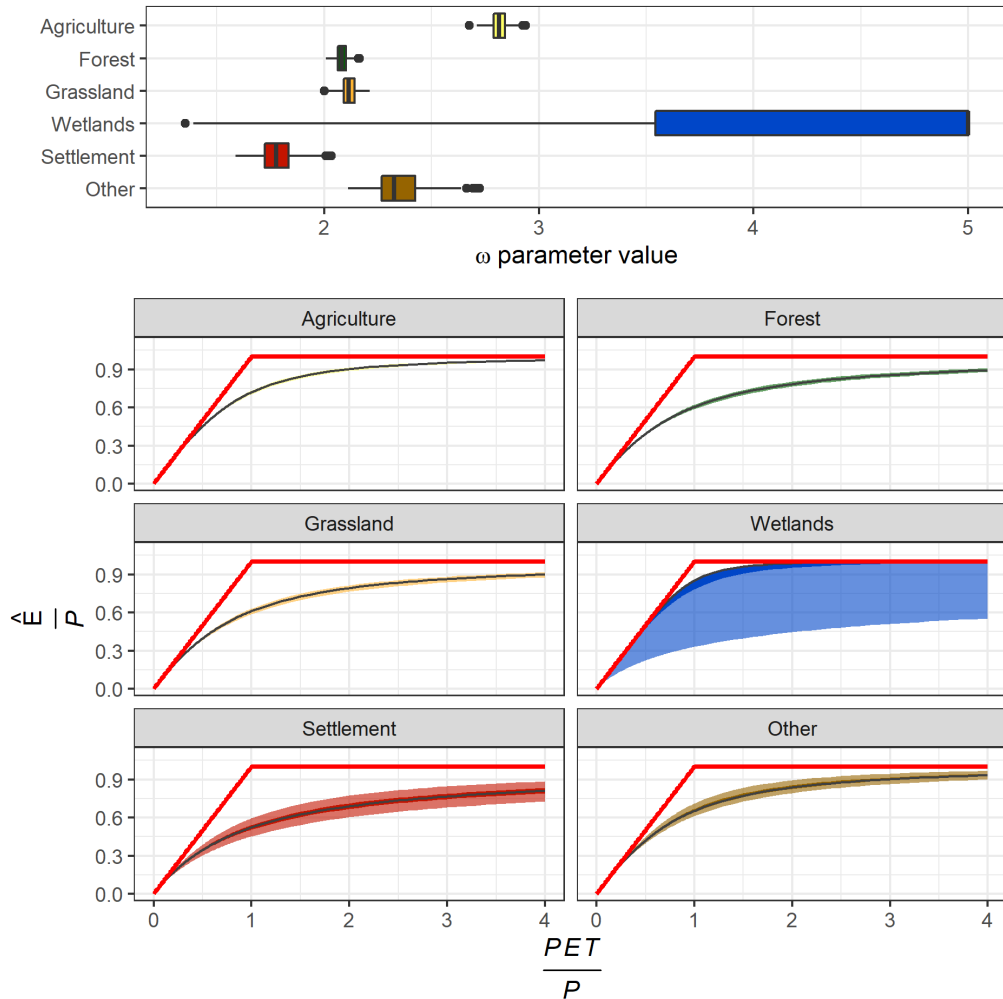 Agriculture
Forest
Grassland
Wetlands
Settlement
Other
2 3 4 5
ω parameter value
Agriculture Forest
0.9
0.6
0.3
0.0
Grassland Wetlands
0.9
0.6
0.3
0.0
Ê
P
Settlement Other
0.9
0.6
0.3
0.0
0 1 2 3 4 0 1 2 3 4
PET
P